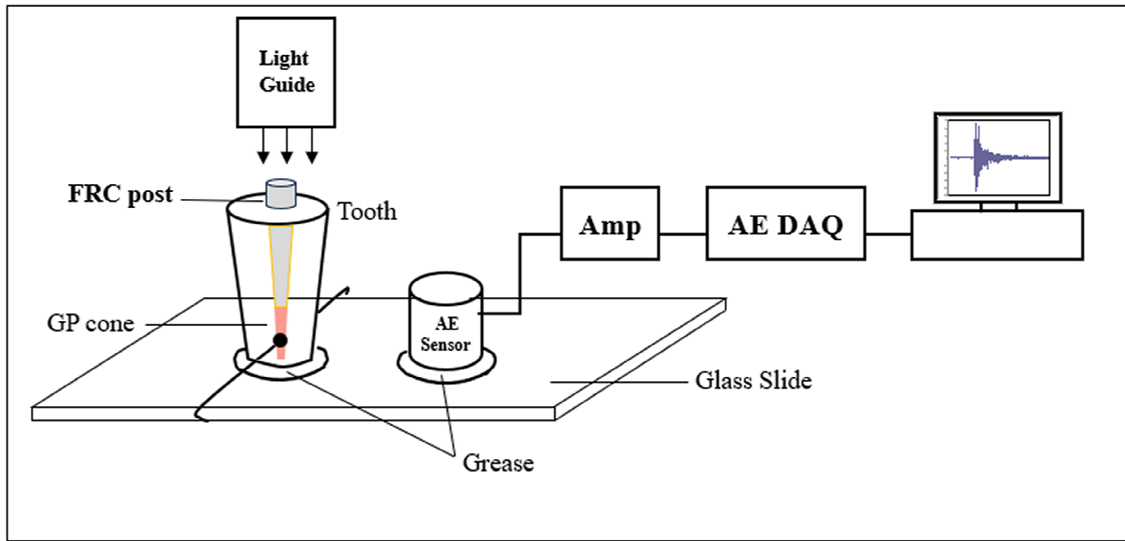 Light
Guide
FRC post
Tooth
Amp
AE DAQ
GP cone
AE
Sensor
Glass Slide
Grease